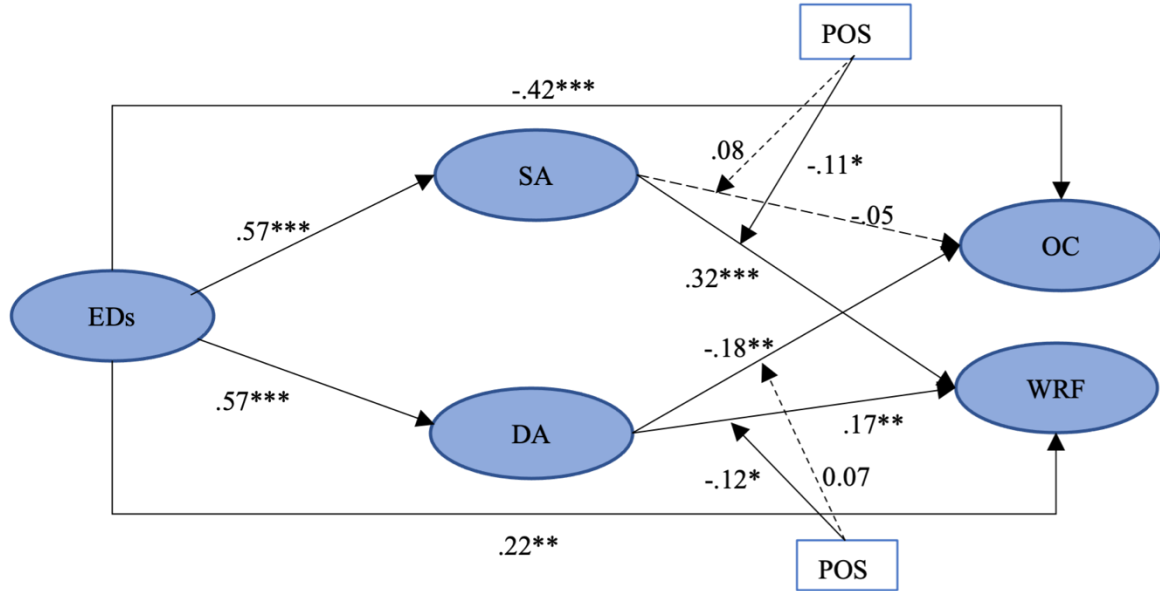 POS
-.42***
.08
SA
-.11*
-.05
.57***
OC
.32***
EDs
-.18**
WRF
.57***
DA
.17**
-.12*
0.07
.22**
POS